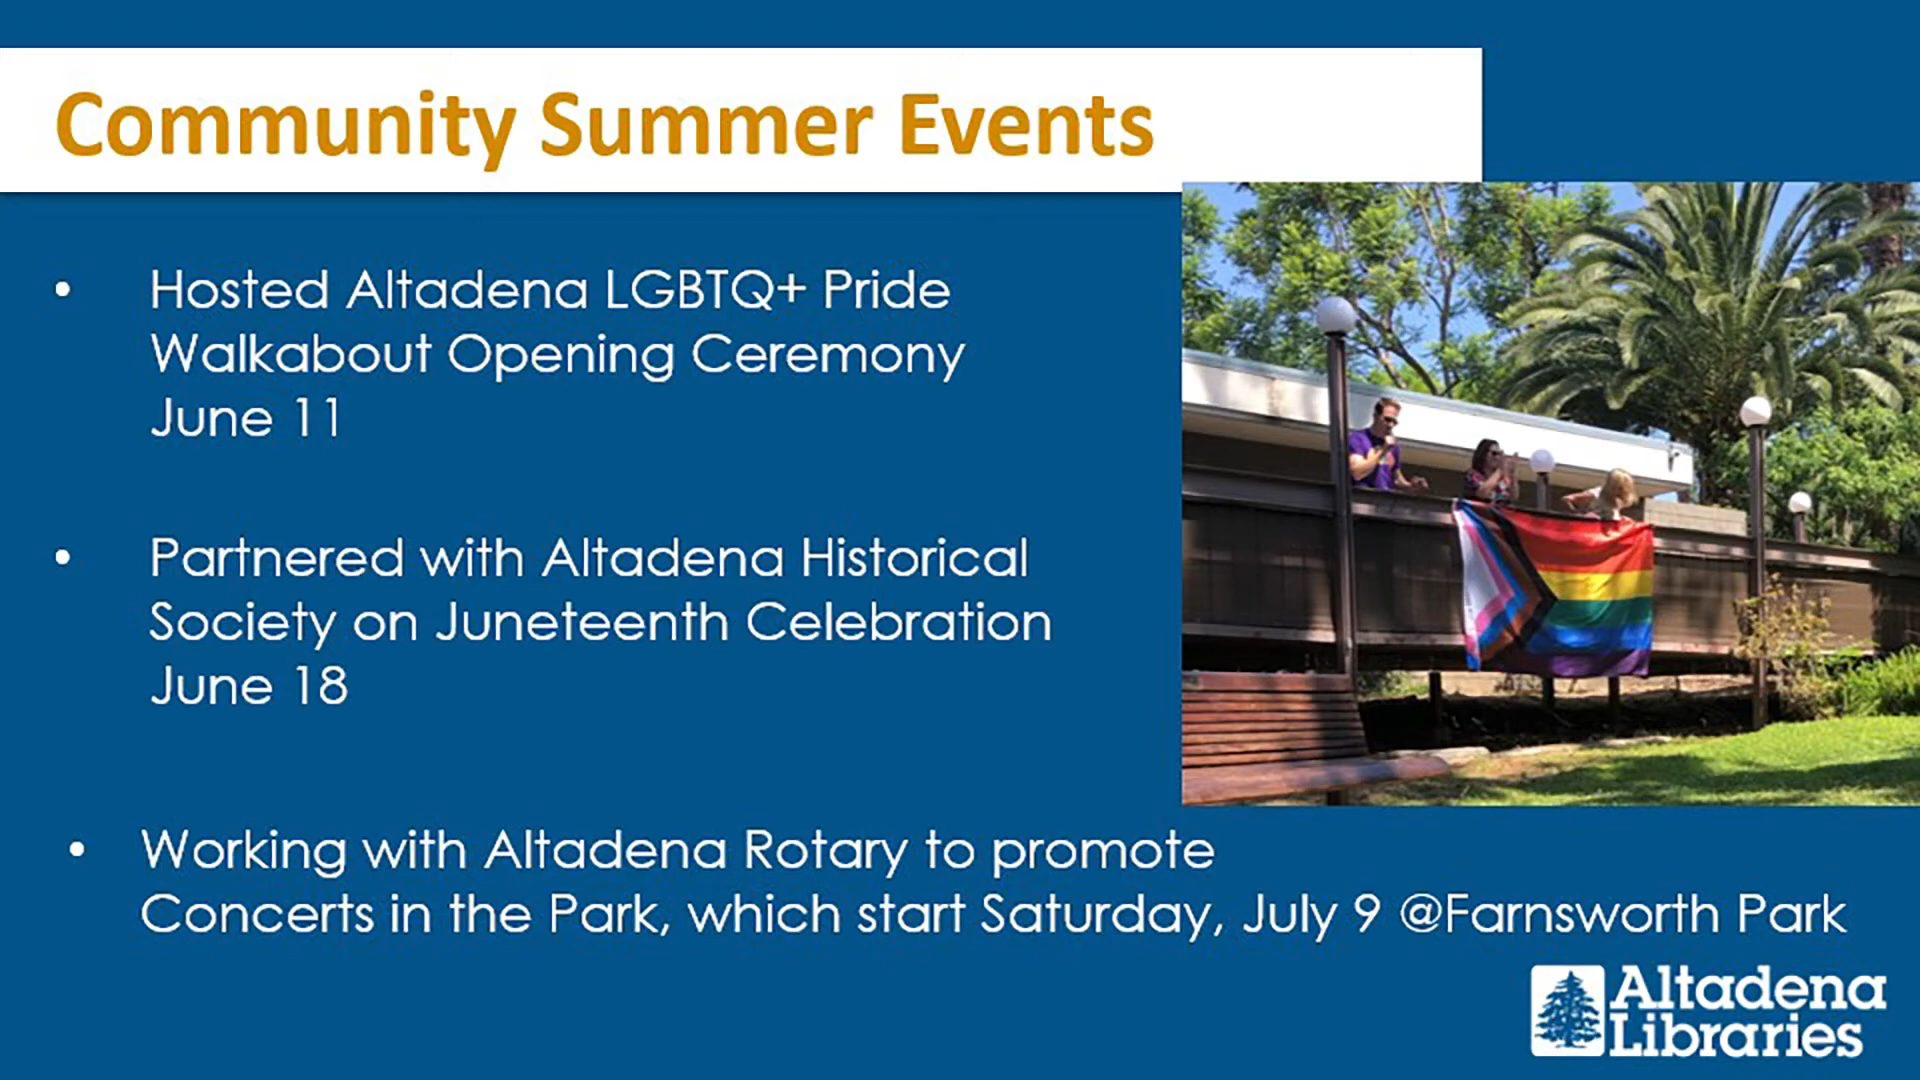 Community Summer Events
• Hosted Altadena LGBTQ+ Pride
Walkabout Opening Ceremony
June 11
• Partnered with Altadena Historical
Society on Juneteenth Celebration
June 18
• Working with Altadena Rotary to promote
Concerts in the Park, which start Saturday, July 9 @Farnsworth Park
Altadena
Libraries